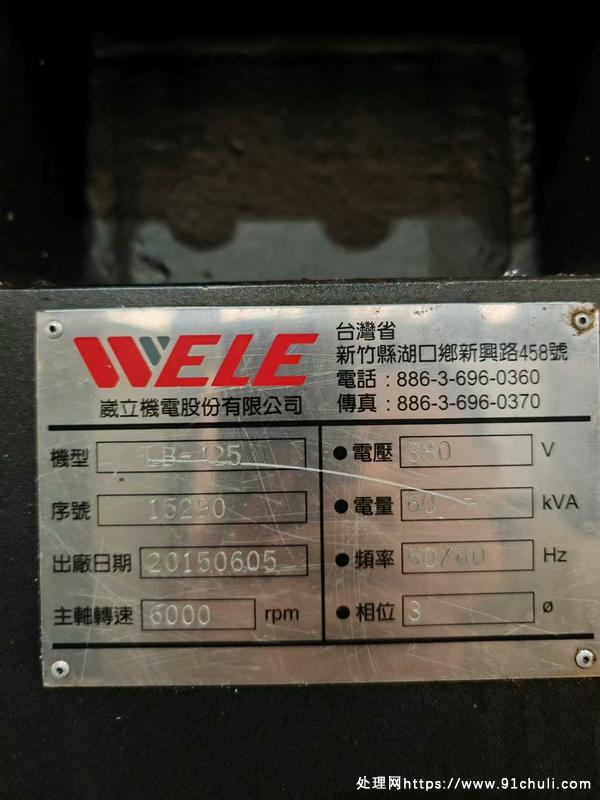 WELE
崴立機電股份有限公司
台灣省
新竹縣湖口鄉新興路458號
電話：886-3-696-0360
傳真：886-3-696-0370
機型 LB-425
序號 15290
出廠日期 20150605
主軸轉速 6000 rpm
●電壓 380 V
●電量 60 kVA
●頻率 50/60 Hz
●相位 3 ø
处理网https://www.91chuli.com